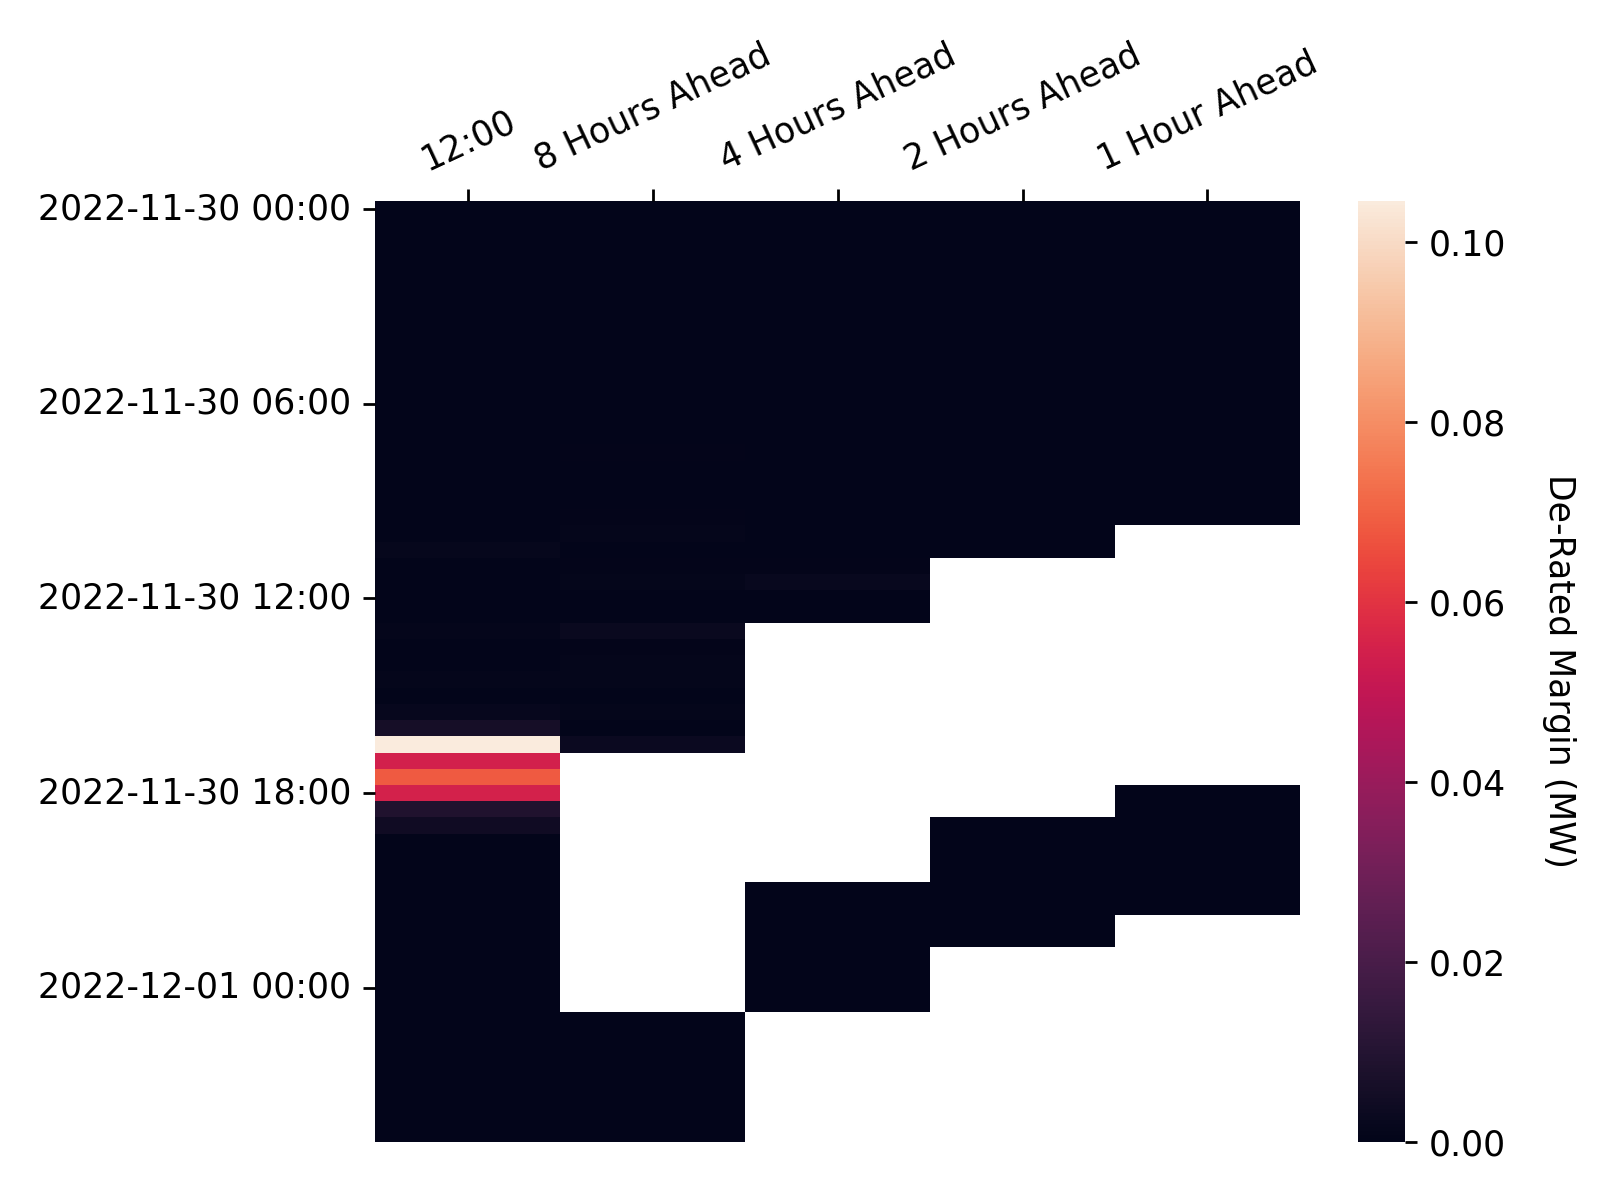 12:00
8 Hours Ahead
4 Hours Ahead
2 Hours Ahead
1 Hour Ahead
2022-11-30 00:00
2022-11-30 06:00
2022-11-30 12:00
2022-11-30 18:00
2022-12-01 00:00
0.10
0.08
0.06
0.04
0.02
0.00
De-Rated Margin (MW)